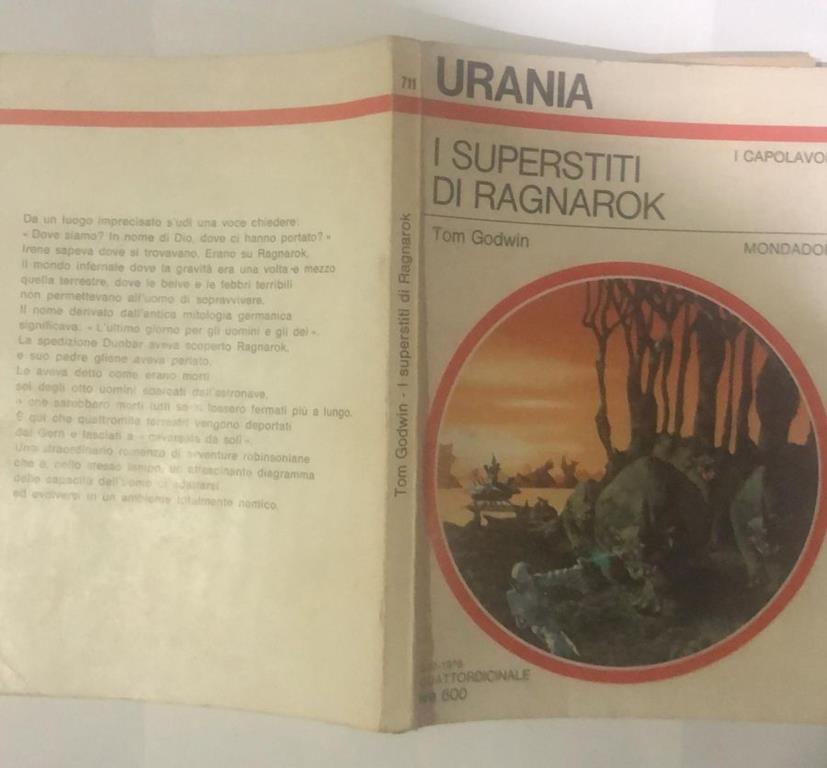 Da un luogo imprecisato s'udì una voce chiedere:
« Dove siamo? In nome di Dio, dove ci hanno portato? »
Irene sapeva dove si trovavano. Erano su Ragnarok,
il mondo infernale dove la gravità era una volta e mezzo
quella terrestre, dove le belve e le febbri terribili
non permettevano all'uomo di sopravvivere.
Il nome derivato dall'antica mitologia germanica
significava: « L'ultimo giorno per gli uomini e gli dei ».
La spedizione Dunbar aveva scoperto Ragnarok,
e suo padre gliene aveva parlato.
Le aveva detto come erano morti
sei degli otto uomini sbarcati dall'astronave,
e che sarebbero morti tutti se si fossero fermati più a lungo.
È qui che quattromila terrestri vengono deportati
dai Gern e lasciati a « cavarsela da soli ».
Uno straordinario romanzo di avventure robinsoniane
che è, nello stesso tempo, un affascinante diagramma
delle capacità dell'uomo di adattarsi
ed evolversi in un ambiente totalmente nemico.
711
Tom Godwin - I superstiti di Ragnarok
URANIA
I CAPOLAVO
I SUPERSTITI
DI RAGNAROK
Tom Godwin
MONDADO
ATTORDICINALE
600